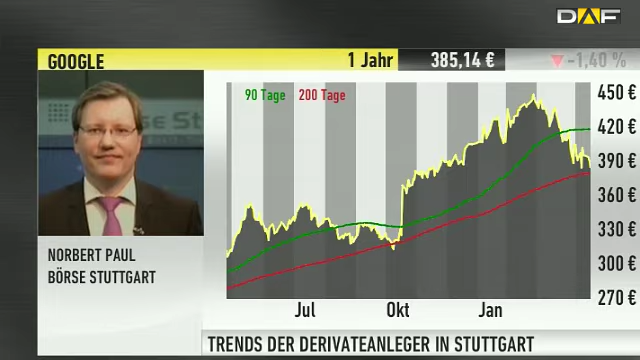 DAF
GOOGLE
1 Jahr
385,14 €
-1,40 %
90 Tage
200 Tage
450 €
420 €
390 €
360 €
330 €
300 €
270 €
Jul
Okt
Jan
NORBERT PAUL
BÖRSE STUTTGART
TRENDS DER DERIVATEANLEGER IN STUTTGART